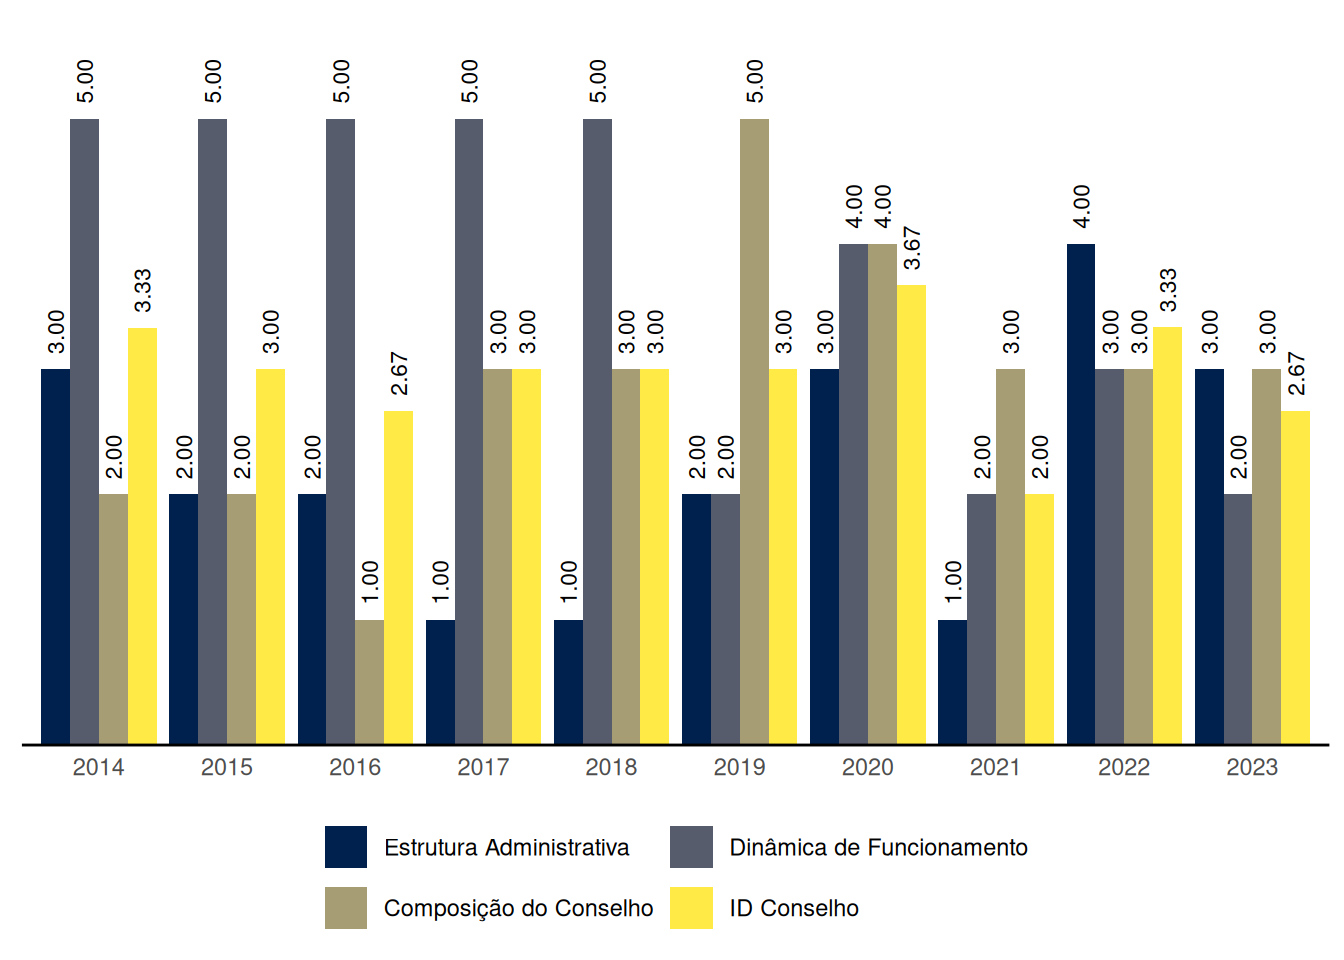 3.00 5.00 2.00 3.33
2.00 5.00 2.00 3.00
2.00 5.00 1.00 2.67
1.00 5.00 3.00 3.00
1.00 5.00 3.00 3.00
2.00 2.00 5.00 3.00
3.00 4.00 4.00 3.67
1.00 2.00 3.00 2.00
4.00 3.00 3.00 3.33
3.00 2.00 3.00 2.67
2014 2015 2016 2017 2018 2019 2020 2021 2022 2023
Estrutura Administrativa Dinâmica de Funcionamento
Composição do Conselho ID Conselho